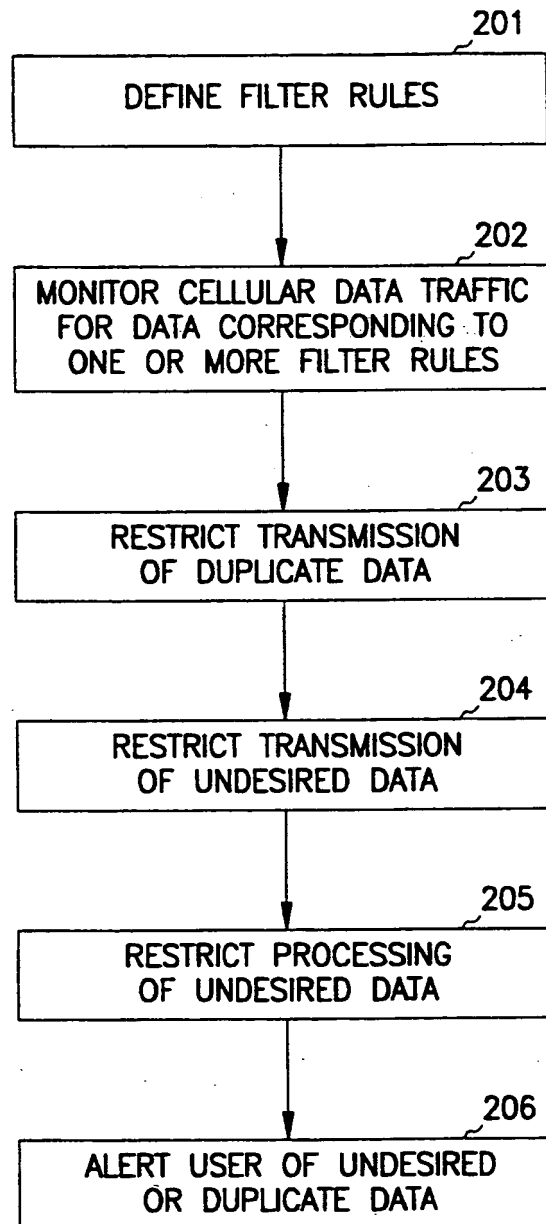 201
DEFINE FILTER RULES
202
MONITOR CELLULAR DATA TRAFFIC
FOR DATA CORRESPONDING TO
ONE OR MORE FILTER RULES
203
RESTRICT TRANSMISSION
OF DUPLICATE DATA
204
RESTRICT TRANSMISSION
OF UNDESIRED DATA
205
RESTRICT PROCESSING
OF UNDESIRED DATA
206
ALERT USER OF UNDESIRED
OR DUPLICATE DATA